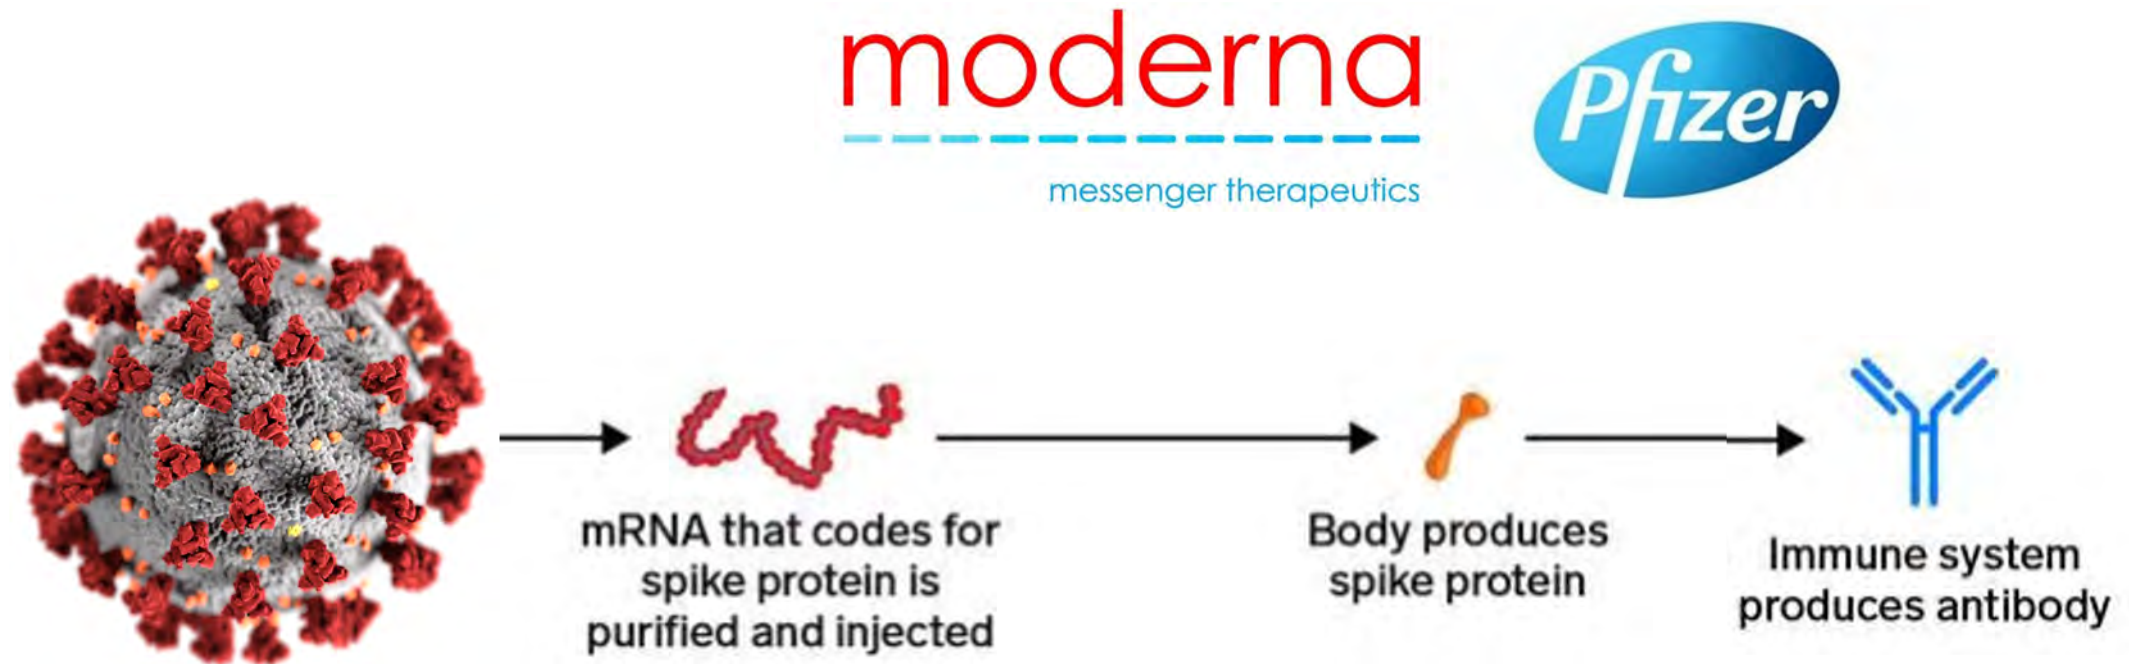 moderna
messenger therapeutics
Pfizer
mRNA that codes for
spike protein is
purified and injected
Body produces
spike protein
Immune system
produces antibody